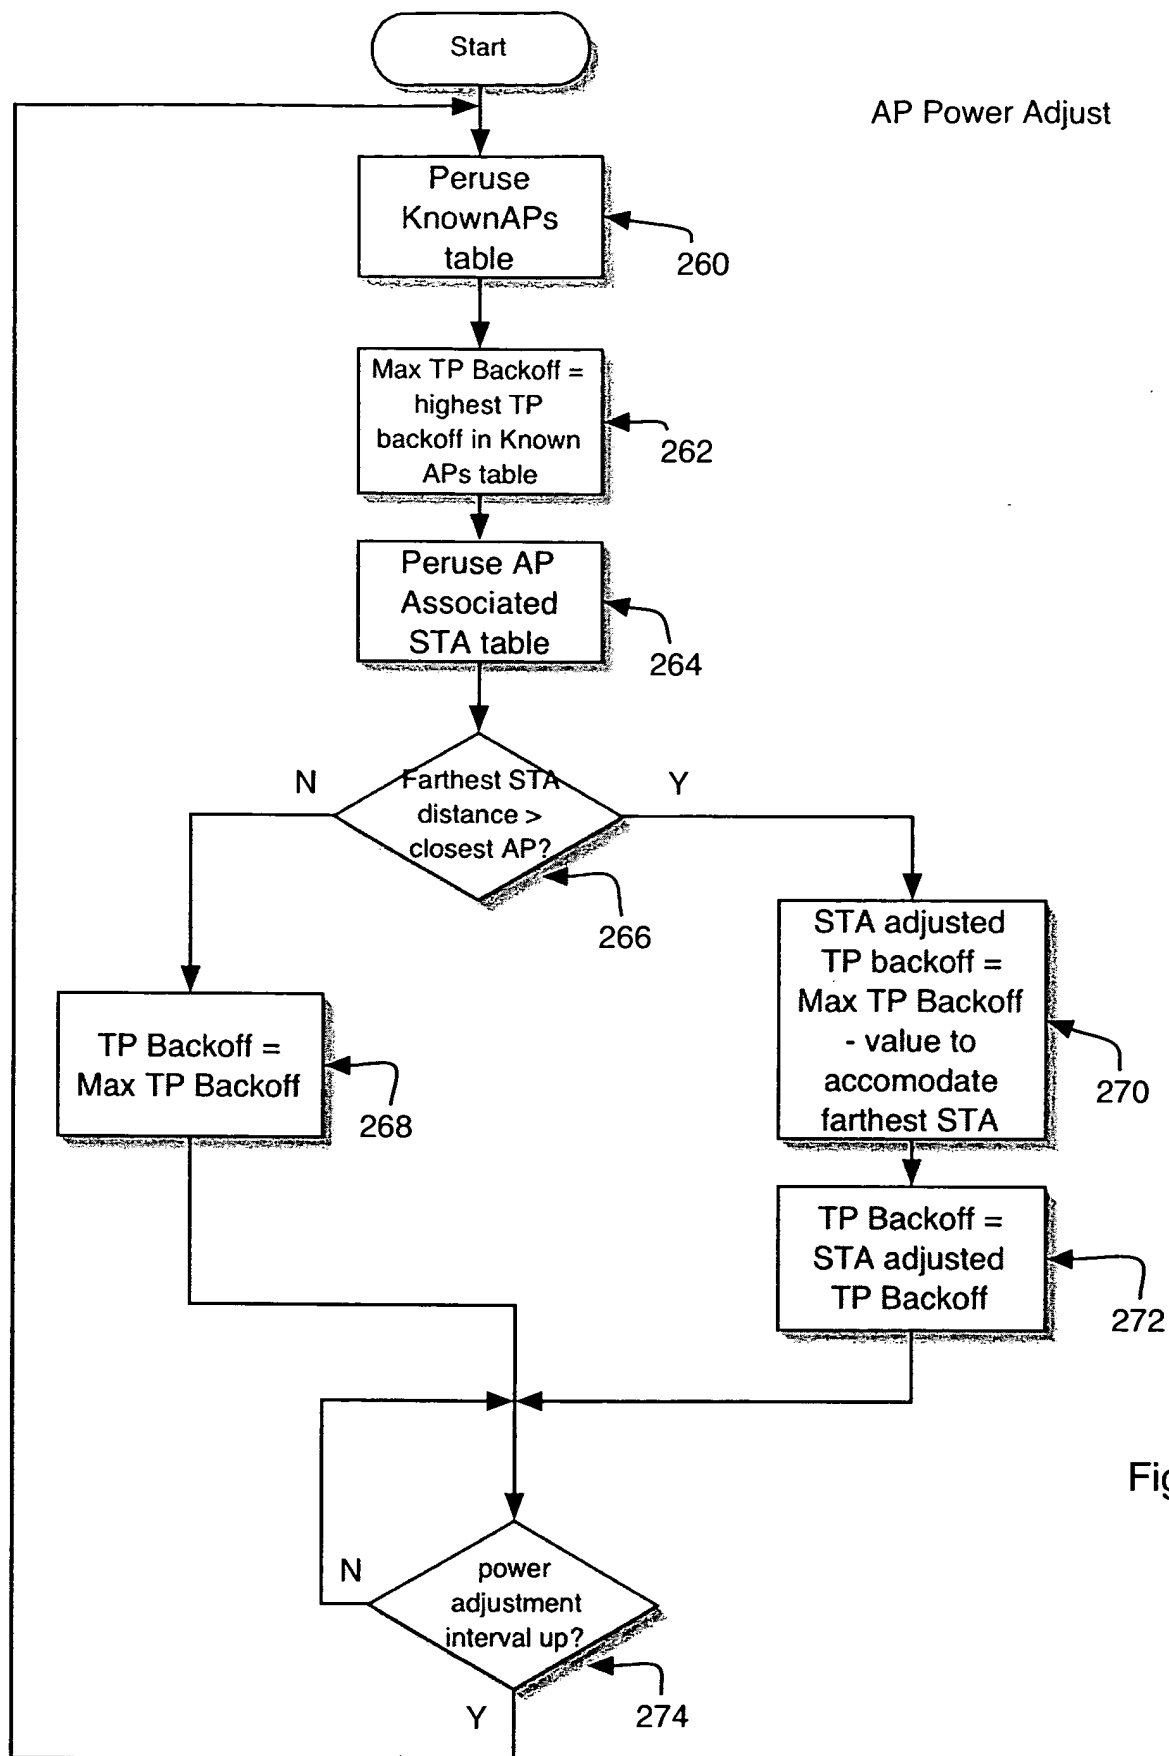 Start
AP Power Adjust
Peruse
KnownAPs
table
260
Max TP Backoff =
highest TP
backoff in Known
APs table
262
Peruse AP
Associated
STA table
264
N
Farthest STA
distance >
closest AP?
Y
266
STA adjusted
TP backoff =
Max TP Backoff
- value to
accomodate
farthest STA
270
TP Backoff =
Max TP Backoff
268
TP Backoff =
STA adjusted
TP Backoff
272
Fig
N
power
adjustment
interval up?
Y
274